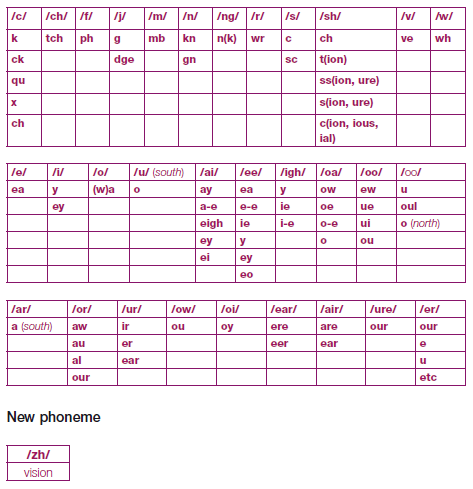 /c/ /ch/ /f/ /j/ /m/ /n/ /ng/ /r/ /s/ /sh/ /v/ /w/
k tch ph g mb kn n(k) wr c ch ve wh
ck dge gn sc t(ion)
qu ss(ion, ure)
x s(ion, ure)
ch c(ion, ious,
ial)
/e/ /i/ /o/ /u/ (south) /ai/ /ee/ /igh/ /oa/ /oo/ /oo/
ea y (w)a o ay ea y ow ew u
ey a-e e-e ie oe ue oul
eigh ie i-e o-e ui o (north)
ey y o ou
ei ey
eo
/ar/ /or/ /ur/ /ow/ /oi/ /ear/ /air/ /ure/ /er/
a (south) aw ir ou oy ere are our our
au er eer ear e
al ear u
our etc
New phoneme
/zh/
vision